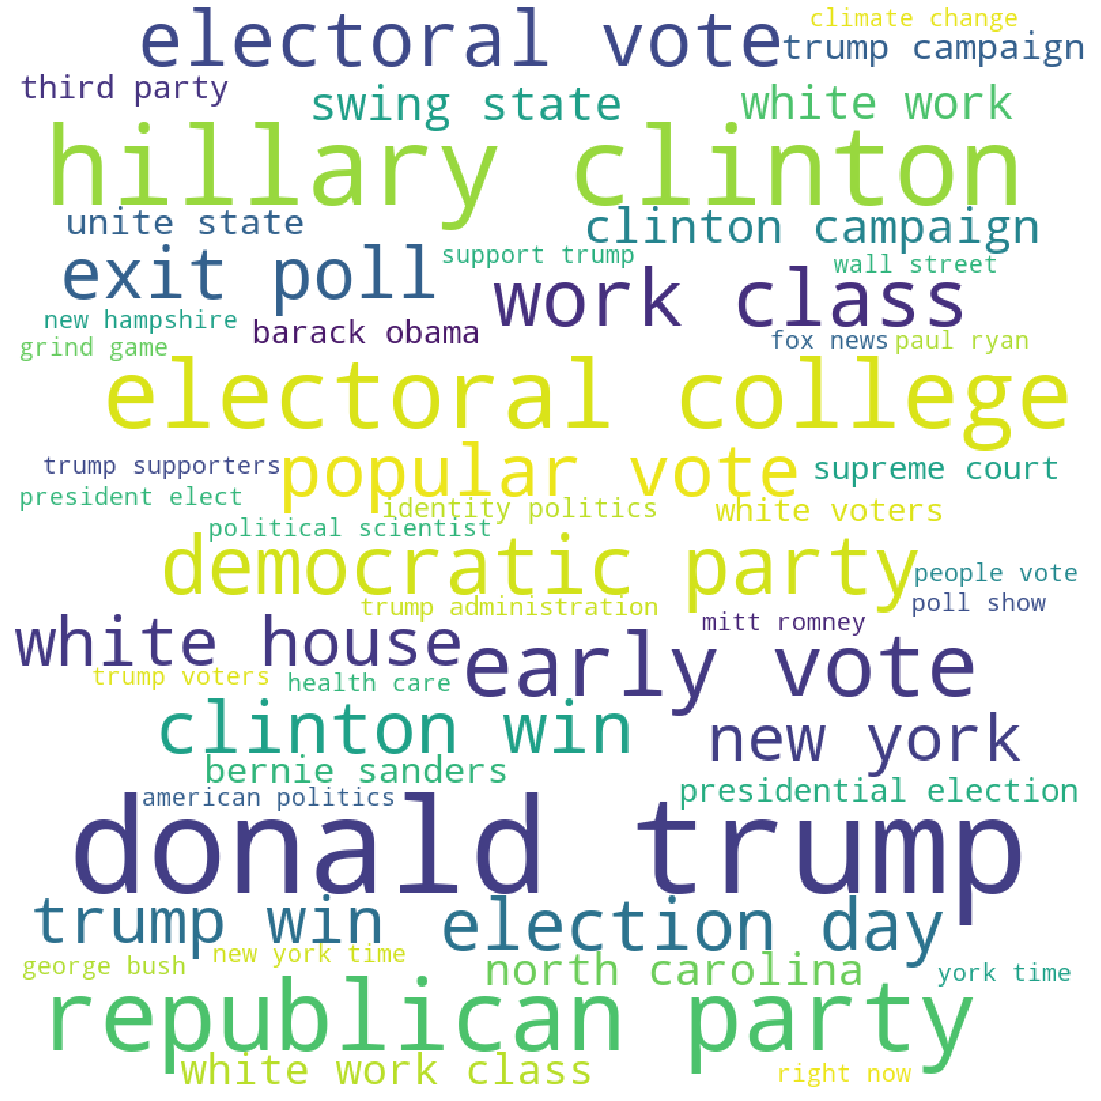 climate change
electoral vote
trump campaign
third party
swing state
white work
hillary clinton
unite state
clinton campaign
exit poll
support trump
wall street
work class
new hampshire
barack obama
fox news
paul ryan
grind game
electoral college
trump supporters
popular vote
supreme court
president elect
identity politics
white voters
political scientist
democratic party
people vote
trump administration
poll show
white house
mitt romney
early vote
trump voters
health care
clinton win
new york
bernie sanders
american politics
presidential election
donald trump
trump win
election day
george bush
new york time
north carolina
york time
republican party
white work class
right now